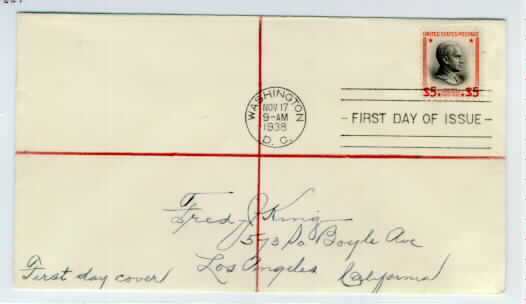 UNITED STATES POSTAGE
$5 $5
WASHINGTON
NOV 17
9-AM
1938
D. C.
- FIRST DAY OF ISSUE -
Fred J. King
573 So Boyle Ave
Los Angeles
California
First day cover